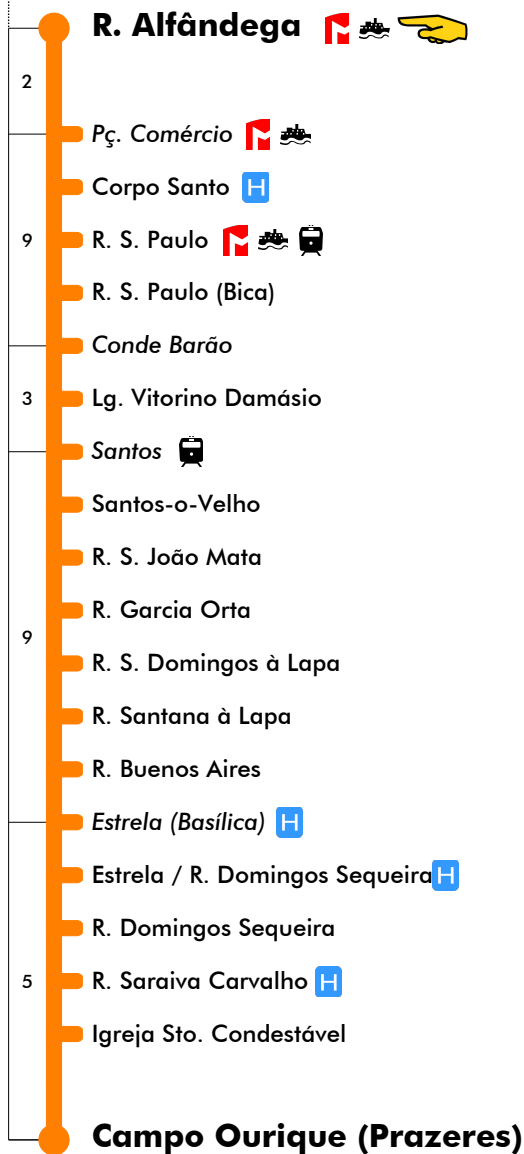 R. Alfândega
2
Pç. Comércio
Corpo Santo H
9 R. S. Paulo
R. S. Paulo (Bica)
Conde Barão
3 Lg. Vitorino Damásio
Santos
Santos-o-Velho
R. S. João Mata
R. Garcia Orta
9
R. S. Domingos à Lapa
R. Santana à Lapa
R. Buenos Aires
Estrela (Basílica) H
Estrela / R. Domingos Sequeira H
R. Domingos Sequeira
5 R. Saraiva Carvalho H
Igreja Sto. Condestável
Campo Ourique (Prazeres)